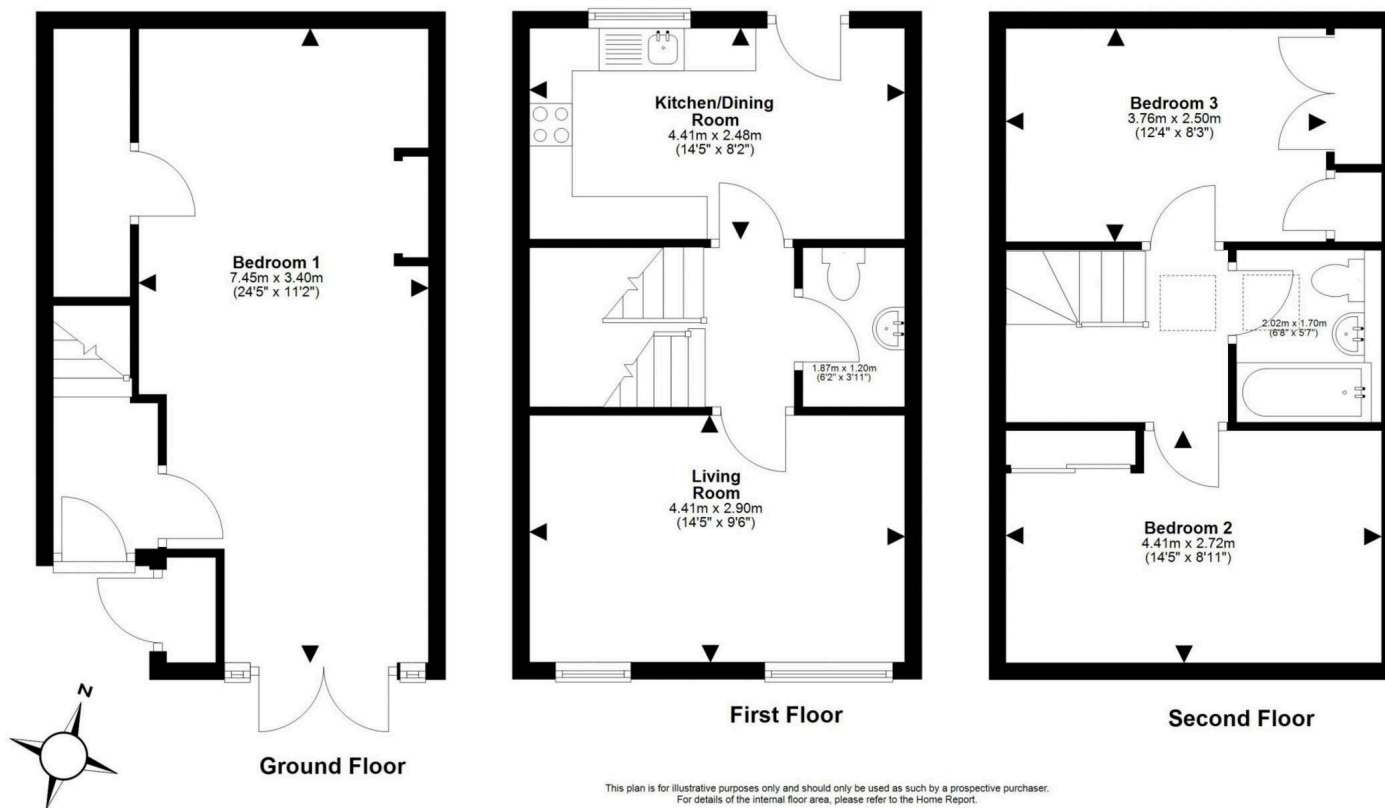 Bedroom 1
7.45m x 3.40m
(24'5" x 11'2")
N
Ground Floor
Kitchen/Dining
Room
4.41m x 2.48m
(14'5" x 8'2")
1.87m x 1.20m
(6'2" x 3'11")
Living
Room
4.41m x 2.90m
(14'5" x 9'6")
First Floor
Bedroom 3
3.76m x 2.50m
(12'4" x 8'3")
2.02m x 1.70m
(6'8" x 5'7")
Bedroom 2
4.41m x 2.72m
(14'5" x 8'11")
Second Floor
This plan is for illustrative purposes only and should only be used as such by a prospective purchaser.
For details of the internal floor area, please refer to the Home Report.